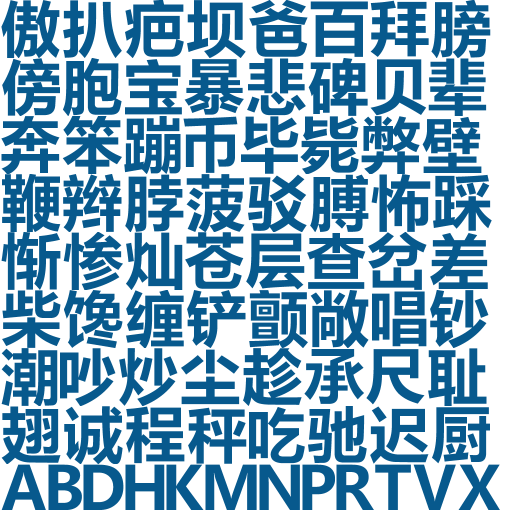 傲扒疤坝爸百拜膀
傍胞宝暴悲碑贝辈
奔笨蹦币毕毙弊壁
鞭辫脖菠驳膊怖踩
惭惨灿苍层查岔差
柴馋缠铲颤敞唱钞
潮吵炒尘趁承尺耻
翅诚程秤吃驰迟厨
ABDHKMNPRTVX